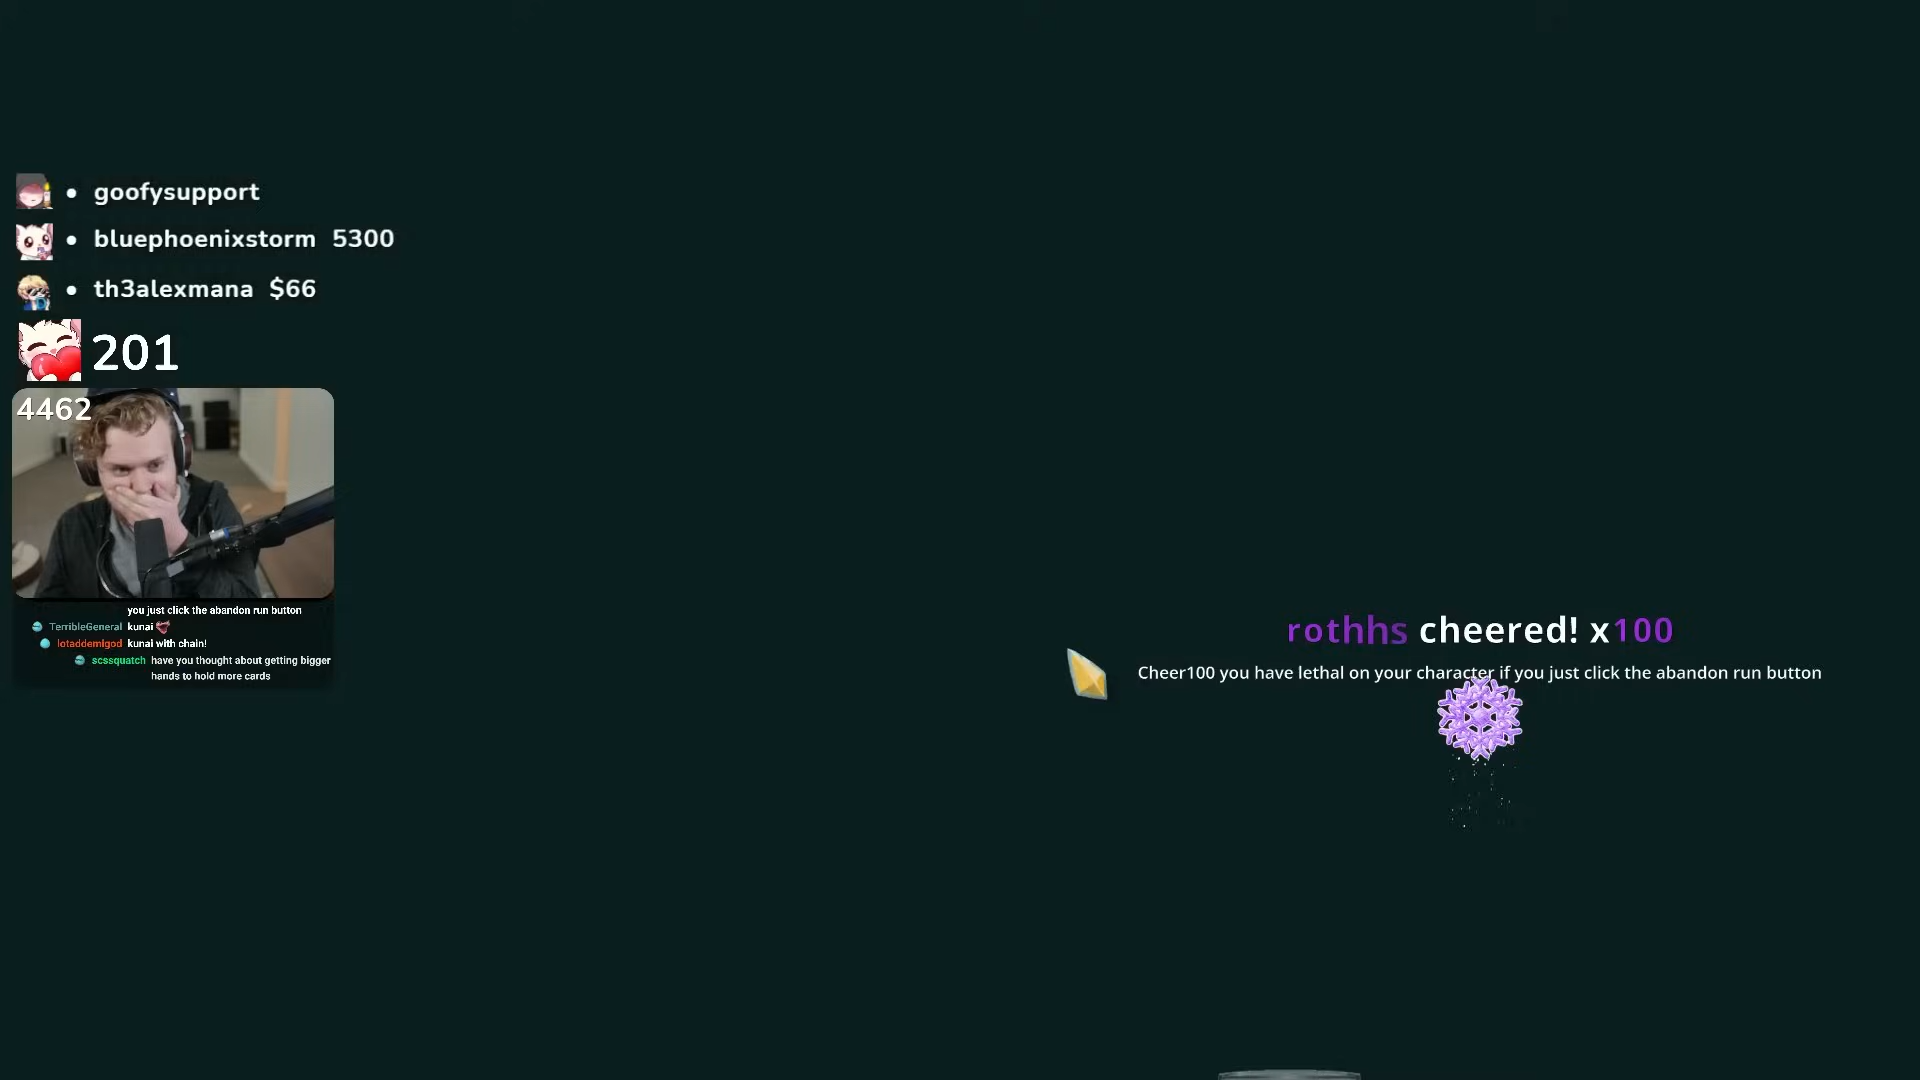 goofysupport
bluephoenixstorm 5300
th3alexmana $66
201
4462
you just click the abandon run button
TerribleGeneral kunai
lotaddemlgod kunai with chain!
scssquatch have you thought about getting bigger
hands to hold more cards
rothhs cheered! x100
Cheer100 you have lethal on your character if you just click the abandon run button